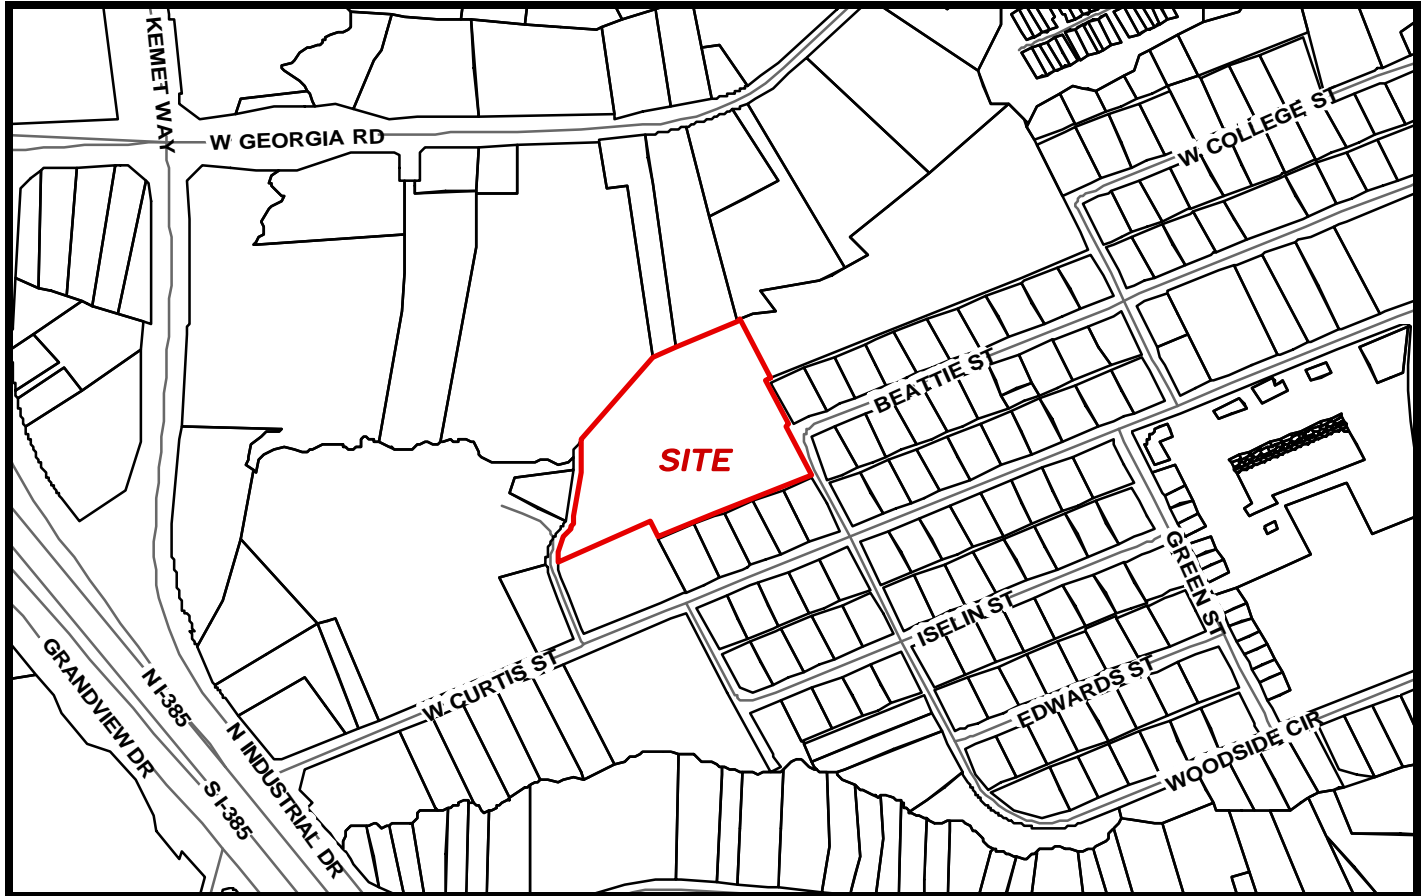 KEMET WAY
W GEORGIA RD
W COLLEGE ST
BEATTIE ST
SITE
GREEN ST
ISELIN ST
EDWARDS ST
W CURTIS ST
WOODSIDE CIR
GRANDVIEW DR
N I-385
S I-385
N INDUSTRIAL DR